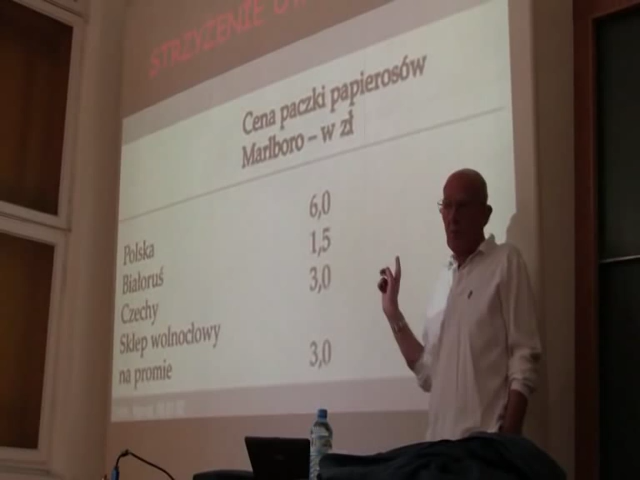 STRZYŻENIE
Cena paczki papierosów
Marlboro – w zł
6,0
Polska 1,5
Białoruś 3,0
Czechy
Sklep wolnocłowy
na promie 3,0